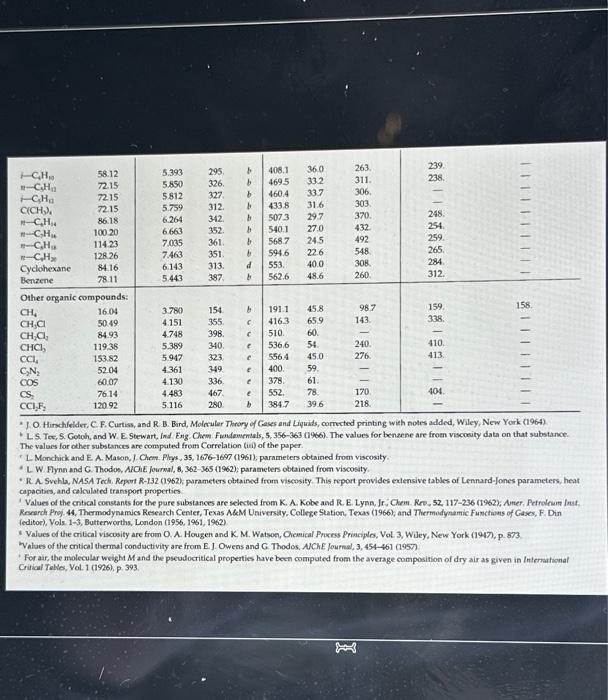 i—C₄H₁₀ 58.12 5.393 295. b 408.1 36.0 263. 239. —
n—C₅H₁₂ 72.15 5.850 326. b 469.5 33.2 311. 238. —
i—C₅H₁₂ 72.15 5.812 327. b 460.4 33.7 306. — —
C(CH₃)₄ 72.15 5.759 312. b 433.8 31.6 303. — —
n—C₆H₁₄ 86.18 6.264 342. b 507.3 29.7 370. 248. —
n—C₇H₁₆ 100.20 6.663 352. b 540.1 27.0 432. 254. —
n—C₈H₁₈ 114.23 7.035 361. b 568.7 24.5 492. 259. —
n—C₉H₂₀ 128.26 7.463 351. b 594.6 22.6 548. 265. —
Cyclohexane 84.16 6.143 313. d 553. 40.0 308. 284. —
Benzene 78.11 5.443 387. b 562.6 48.6 260. 312. —
Other organic compounds:
CH₄ 16.04 3.780 154. b 191.1 45.8 98.7 159. 158.
CH₃Cl 50.49 4.151 355. c 416.3 65.9 143. 338. —
CH₂Cl₂ 84.93 4.748 398. c 510. 60. — — —
CHCl₃ 119.38 5.389 340. e 536.6 54. 240. 410. —
CCl₄ 153.82 5.947 323. e 556.4 45.0 276. 413. —
C₂N₂ 52.04 4.361 349. e 400. 59. — — —
COS 60.07 4.130 336. e 378. 61. — — —
CS₂ 76.14 4.483 467. e 552. 78. 170. 404. —
CCl₂F₂ 120.92 5.116 280. b 384.7 39.6 218. — —
ᵃ J. O. Hirschfelder, C. F. Curtiss, and R. B. Bird, Molecular Theory of Gases and Liquids, corrected printing with notes added, Wiley, New York (1964).
ᵇ L. S. Tee, S. Gotoh, and W. E. Stewart, Ind. Eng. Chem. Fundamentals, 5, 356–363 (1966). The values for benzene are from viscosity data on that substance.
The values for other substances are computed from Correlation (iii) of the paper.
ᶜ L. Monchick and E. A. Mason, J. Chem. Phys., 35, 1676–1697 (1961); parameters obtained from viscosity.
ᵈ L. W. Flynn and G. Thodos, AIChE Journal, 8, 362–365 (1962); parameters obtained from viscosity.
ᵉ R. A. Svehla, NASA Tech. Report R-132 (1962); parameters obtained from viscosity. This report provides extensive tables of Lennard-Jones parameters, heat
capacities, and calculated transport properties.
ᶠ Values of the critical constants for the pure substances are selected from K. A. Kobe and R. E. Lynn, Jr., Chem. Rev., 52, 117–236 (1962); Amer. Petroleum Inst.
Research Proj. 44, Thermodynamics Research Center, Texas A&M University, College Station, Texas (1966); and Thermodynamic Functions of Gases, F. Din
(editor), Vols. 1–3, Butterworths, London (1956, 1961, 1962).
ᵍ Values of the critical viscosity are from O. A. Hougen and K. M. Watson, Chemical Process Principles, Vol. 3, Wiley, New York (1947), p. 873.
ʰ Values of the critical thermal conductivity are from E. J. Owens and G. Thodos, AIChE Journal, 3, 454–461 (1957).
ⁱ For air, the molecular weight M and the pseudocritical properties have been computed from the average composition of dry air as given in International
Critical Tables, Vol. 1 (1926), p. 393.